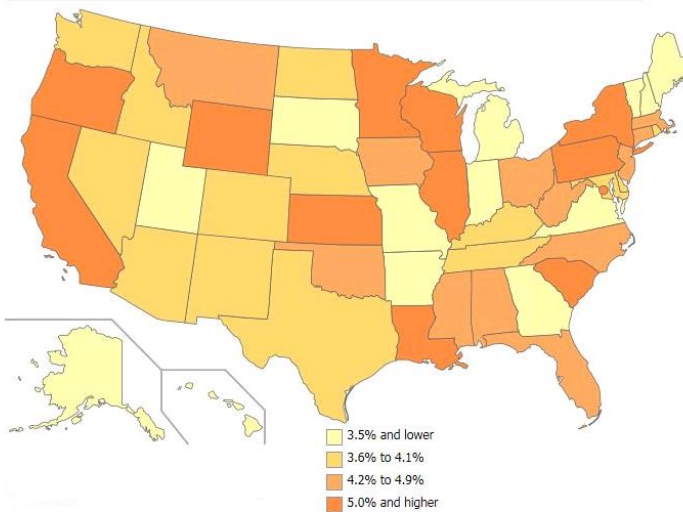 3.5% and lower
3.6% to 4.1%
4.2% to 4.9%
5.0% and higher